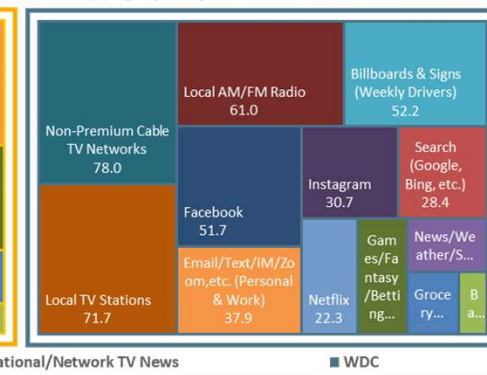 Non-Premium Cable
TV Networks
78.0
Local TV Stations
71.7
Local AM/FM Radio
61.0
Billboards & Signs
(Weekly Drivers)
52.2
Facebook
51.7
Email/Text/IM/Zo
om,etc. (Personal
& Work)
37.9
Instagram
30.7
Search
(Google,
Bing, etc.)
28.4
Netflix
22.3
Gam
es/Fa
ntasy
/Betti
ng...
News/We
ather/S...
Groce
ry...
B
a...
ational/Network TV News
WDC